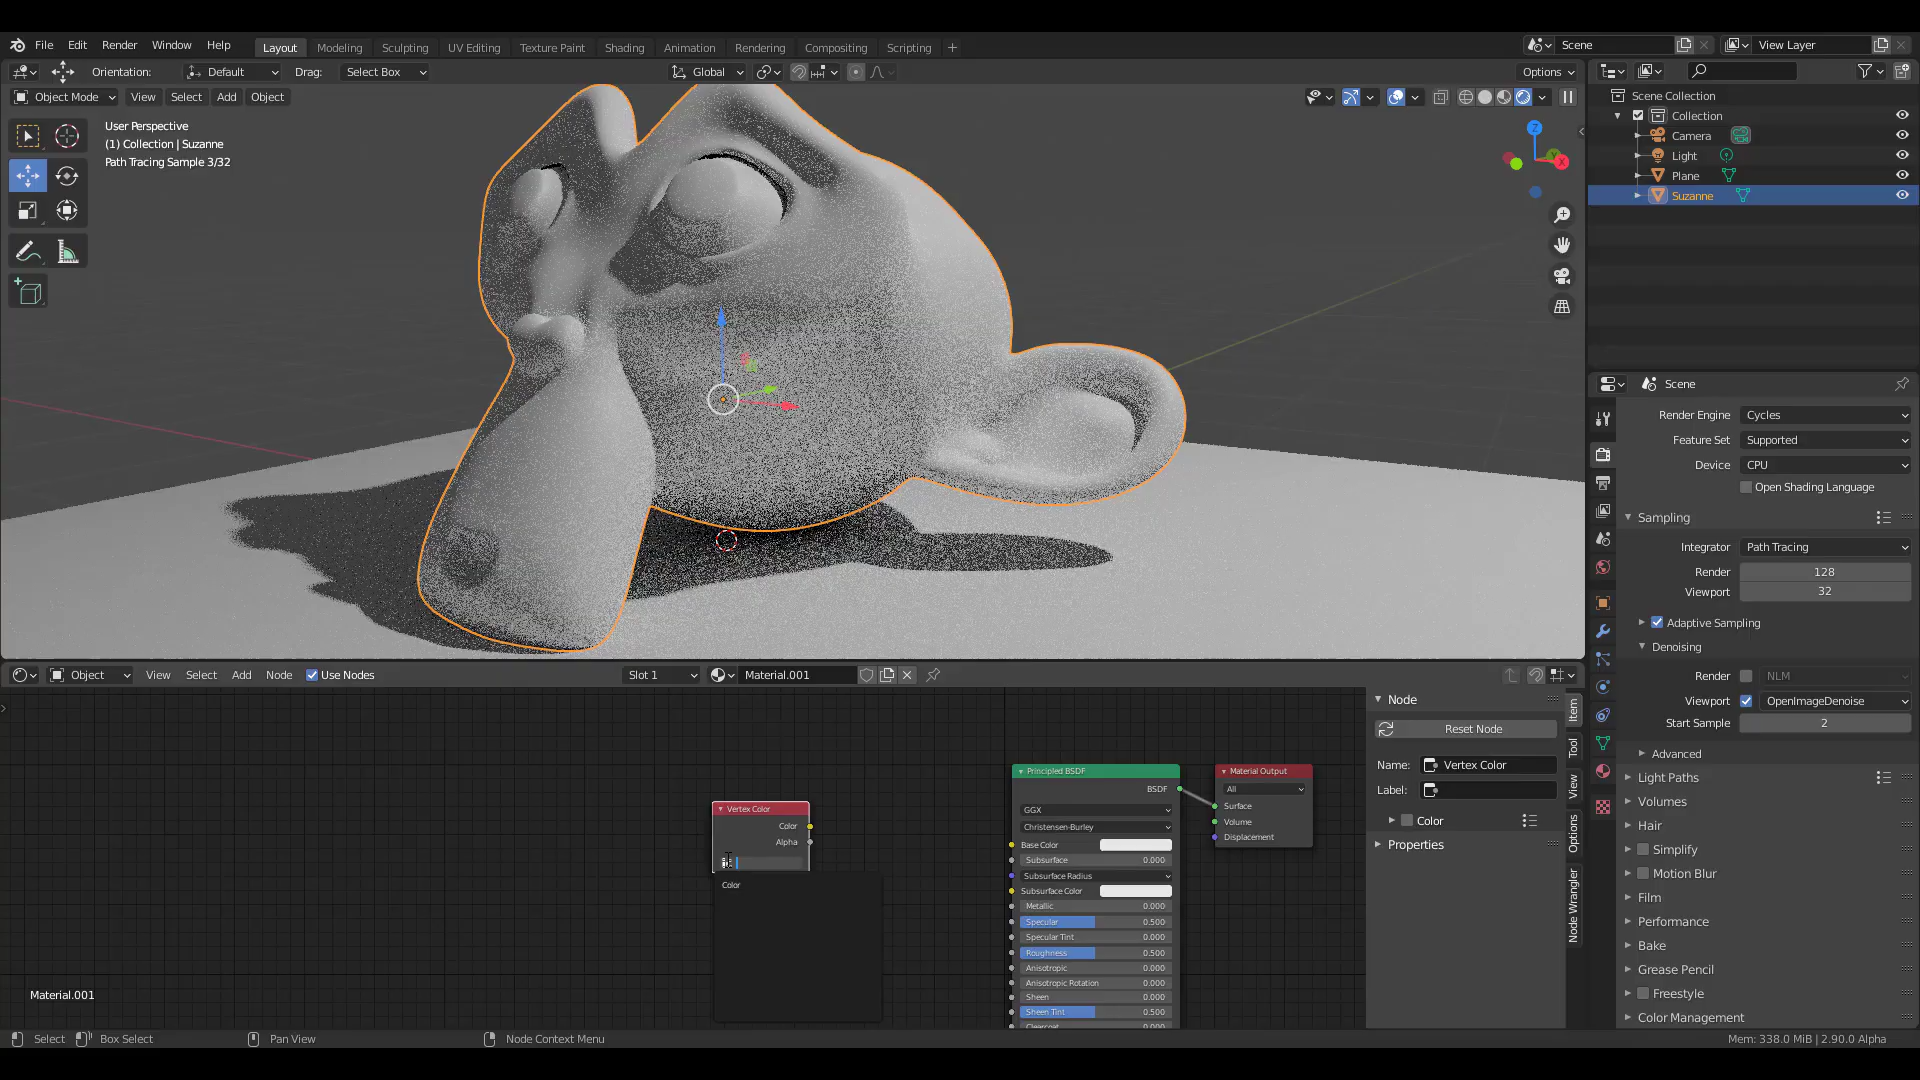 File Edit Render Window Help Layout Modeling Sculpting UV Editing Texture Paint Shading Animation Rendering Compositing Scripting + Scene View Layer
Orientation: Default Drag: Select Box Global Options
Object Mode View Select Add Object
User Perspective
(1) Collection | Suzanne
Path Tracing Sample 3/32
Z
X
Scene Collection
Collection
Camera
Light
Plane
Suzanne
Scene
Render Engine Cycles
Feature Set Supported
Device CPU
Open Shading Language
Sampling
Integrator Path Tracing
Render 128
Viewport 32
Adaptive Sampling
Denoising
Render NLM
Viewport OpenImageDenoise
Start Sample 2
Advanced
Light Paths
Volumes
Hair
Simplify
Motion Blur
Film
Performance
Bake
Grease Pencil
Freestyle
Color Management
Object View Select Add Node Use Nodes Slot 1 Material.001
Vertex Color
Color
Alpha
Color
Principled BSDF
BSDF
GGX
Christensen-Burley
Base Color
Subsurface 0.000
Subsurface Radius
Subsurface Color
Metallic 0.000
Specular 0.500
Specular Tint 0.000
Roughness 0.500
Anisotropic 0.000
Anisotropic Rotation 0.000
Sheen 0.000
Sheen Tint 0.500
Clearcoat 0.000
Material Output
All
Surface
Volume
Displacement
Node
Reset Node
Name: Vertex Color
Label:
Color
Properties
Item
Tool
View
Options
Node Wrangler
Material.001
Select Box Select Pan View Node Context Menu Mem: 338.0 MiB | 2.90.0 Alpha